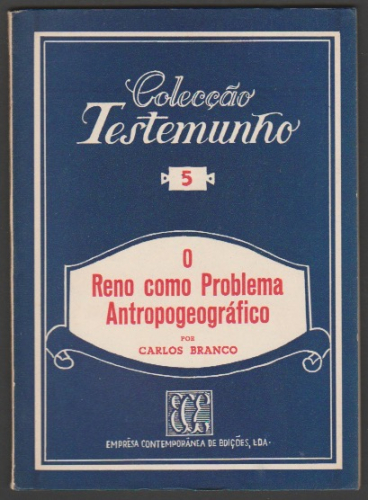 Colecção
Testemunho
5
O
Reno como Problema
Antropogeográfico
POR
CARLOS BRANCO
ECE
EMPRÊSA CONTEMPORÂNEA DE EDIÇÕES, LDA.